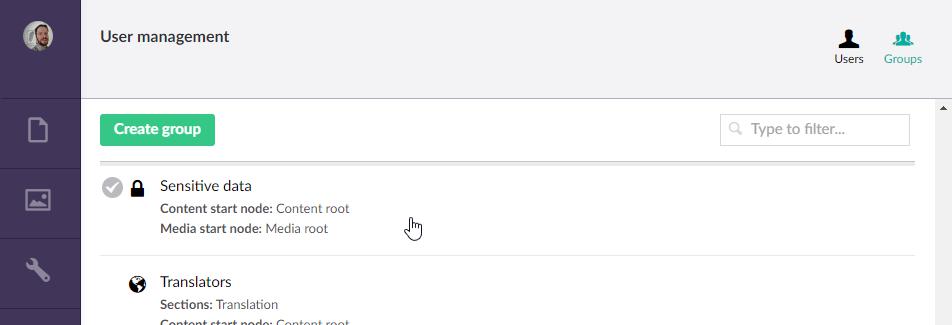 User management
Users
Groups
Create group
Type to filter...
Sensitive data
Content start node: Content root
Media start node: Media root
Translators
Sections: Translation
Content start node: Content root